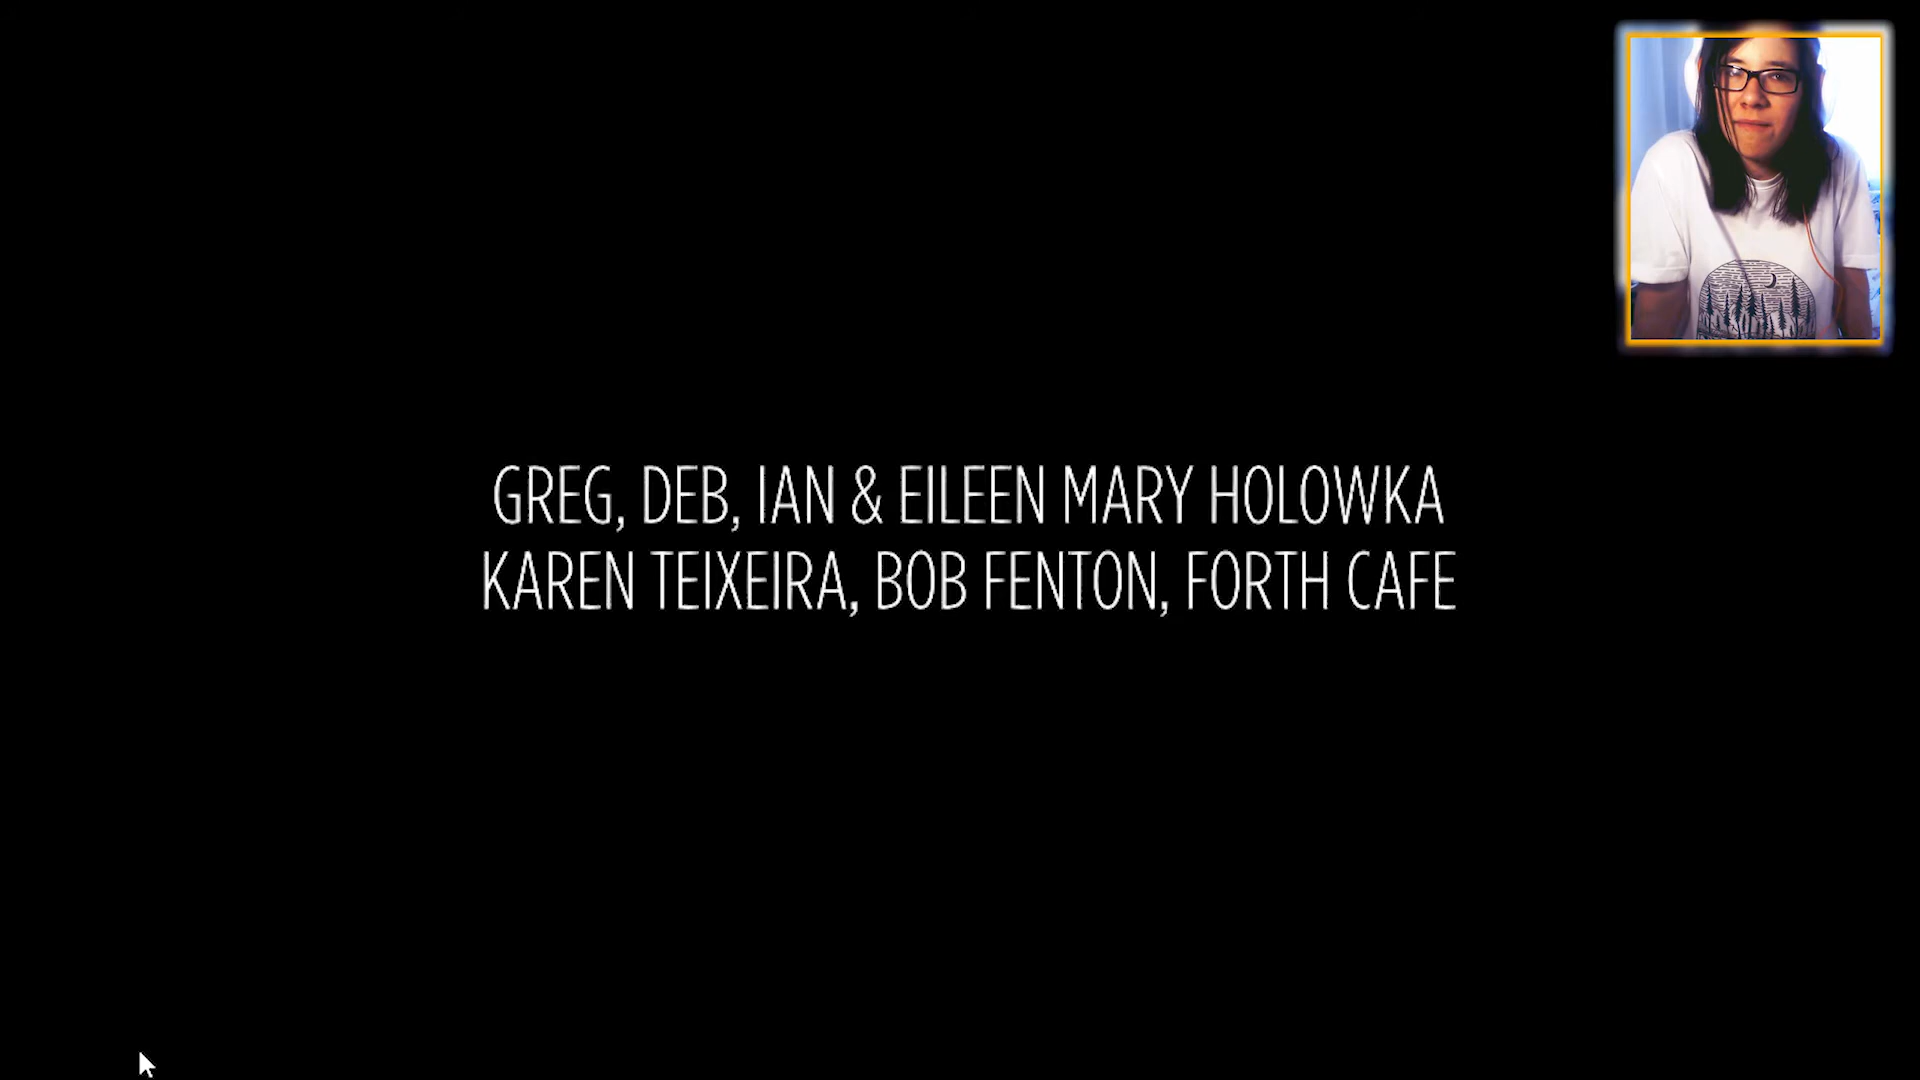 GREG, DEB, IAN & EILEEN MARY HOLOWKA
KAREN TEIXEIRA, BOB FENTON, FORTH CAFE